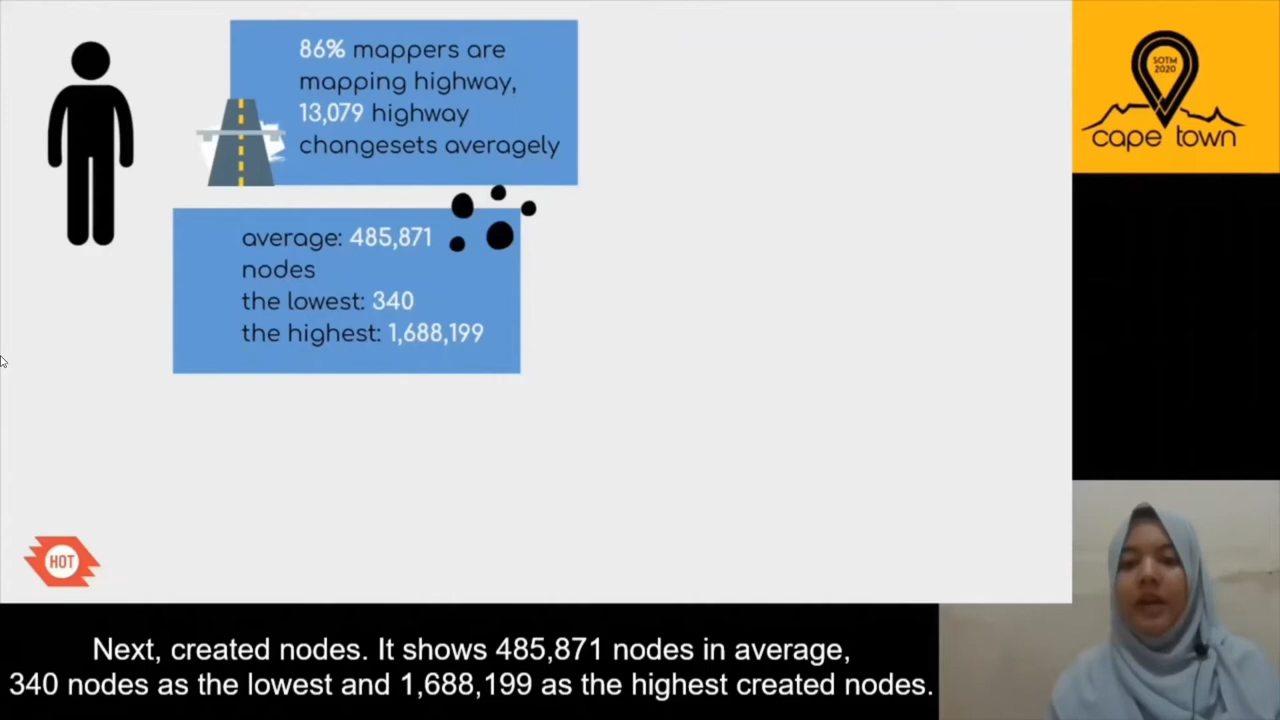 86% mappers are
mapping highway,
13,079 highway
changesets averagely
average: 485,871
nodes
the lowest: 340
the highest: 1,688,199
SOTM
2020
cape town
HOT
Next, created nodes. It shows 485,871 nodes in average,
340 nodes as the lowest and 1,688,199 as the highest created nodes.